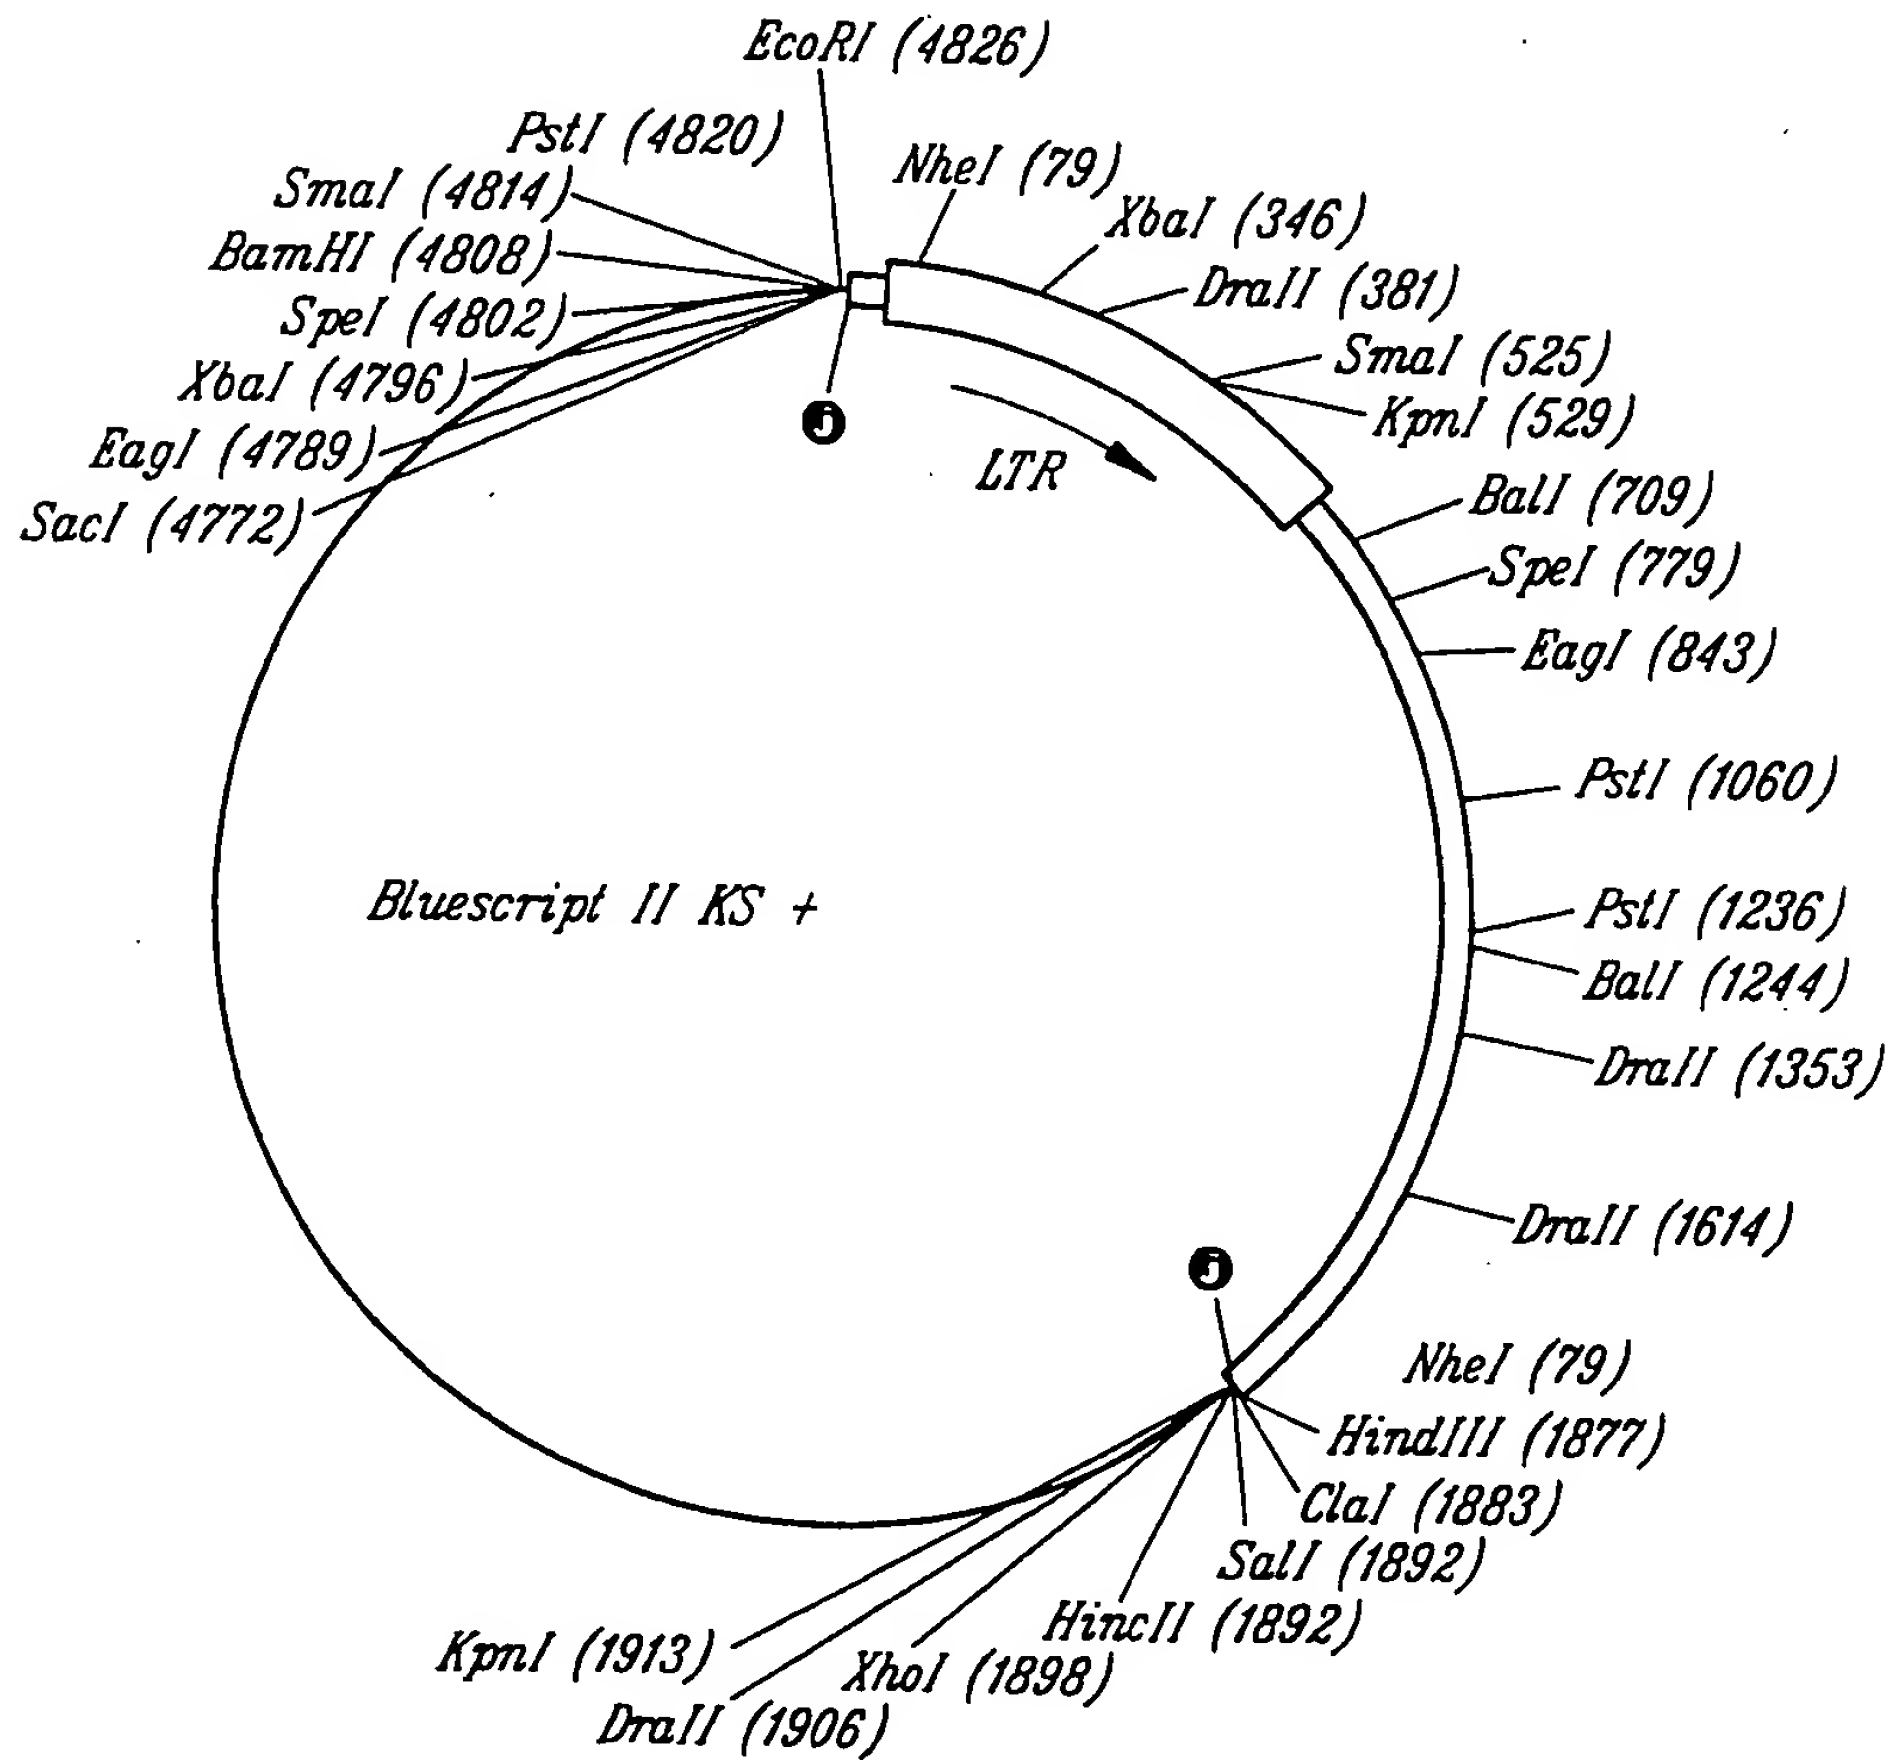 EcoRI (4826)
PstI (4820)
SmaI (4814)
BamHI (4808)
SpeI (4802)
XbaI (4796)
EagI (4789)
SacI (4772)
NheI (79)
XbaI (346)
DraII (381)
SmaI (525)
KpnI (529)
BalI (709)
SpeI (779)
EagI (843)
PstI (1060)
PstI (1236)
BalI (1244)
DraII (1353)
DraII (1614)
j
LTR
Bluescript II KS +
j
NheI (79)
HindIII (1877)
ClaI (1883)
SalI (1892)
HincII (1892)
XhoI (1898)
DraII (1906)
KpnI (1913)